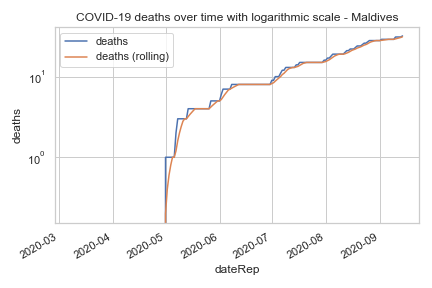 COVID-19 deaths over time with logarithmic scale - Maldives
deaths
deaths (rolling)
10¹
10⁰
deaths
2020-03
2020-04
2020-05
2020-06
2020-07
2020-08
2020-09
dateRep